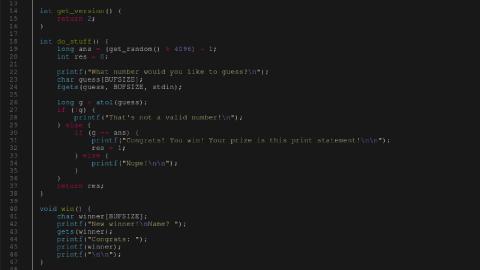 13
14 int get_version() {
15 return 2;
16 }
17
18 int do_stuff() {
19 long ans = (get_random() % 4096) + 1;
20 int res = 0;
21
22 printf("What number would you like to guess?\n");
23 char guess[BUFSIZE];
24 fgets(guess, BUFSIZE, stdin);
25
26 long g = atol(guess);
27 if (!g) {
28 printf("That's not a valid number!\n");
29 } else {
30 if (g == ans) {
31 printf("Congrats! You win! Your prize is this print statement!\n\n");
32 res = 1;
33 } else {
34 printf("Nope!\n\n");
35 }
36 }
37 return res;
38 }
39
40 void win() {
41 char winner[BUFSIZE];
42 printf("New winner!\nName? ");
43 gets(winner);
44 printf("Congrats: ");
45 printf(winner);
46 printf("\n\n");
47 }